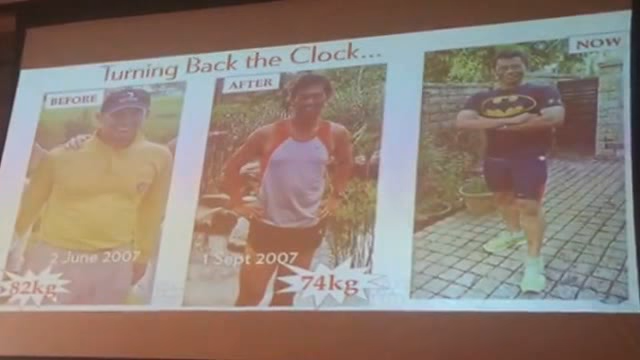 Turning Back the Clock...
BEFORE
AFTER
NOW
2 June 2007
1 Sept 2007
82kg
74kg